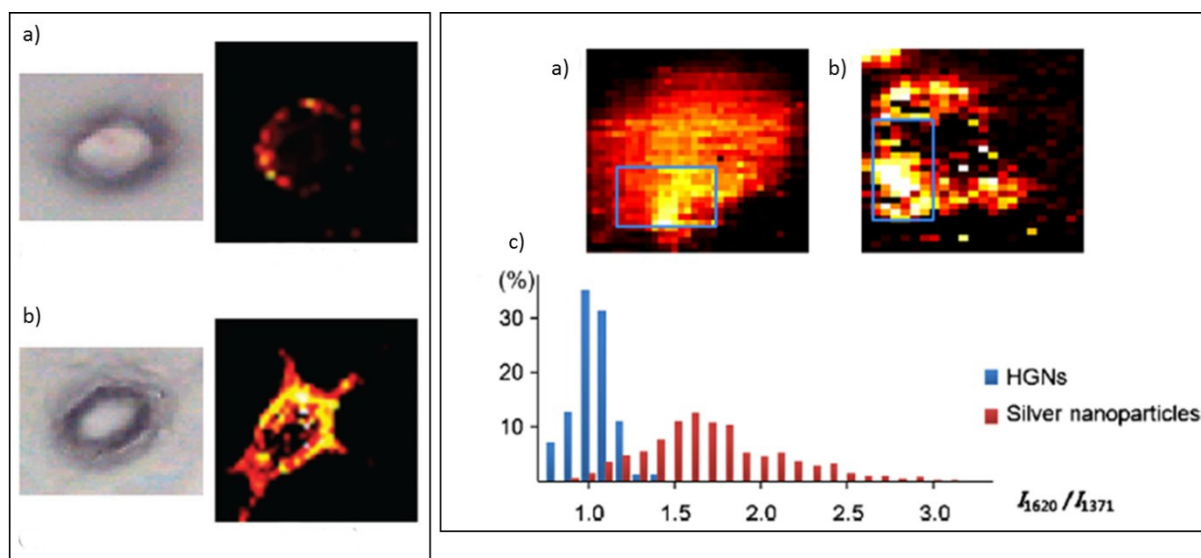 a)
b)
a)
b)
c)
(%)
30
20
10
HGNs
Silver nanoparticles
1.0
1.5
2.0
2.5
3.0
I1620 / I1371